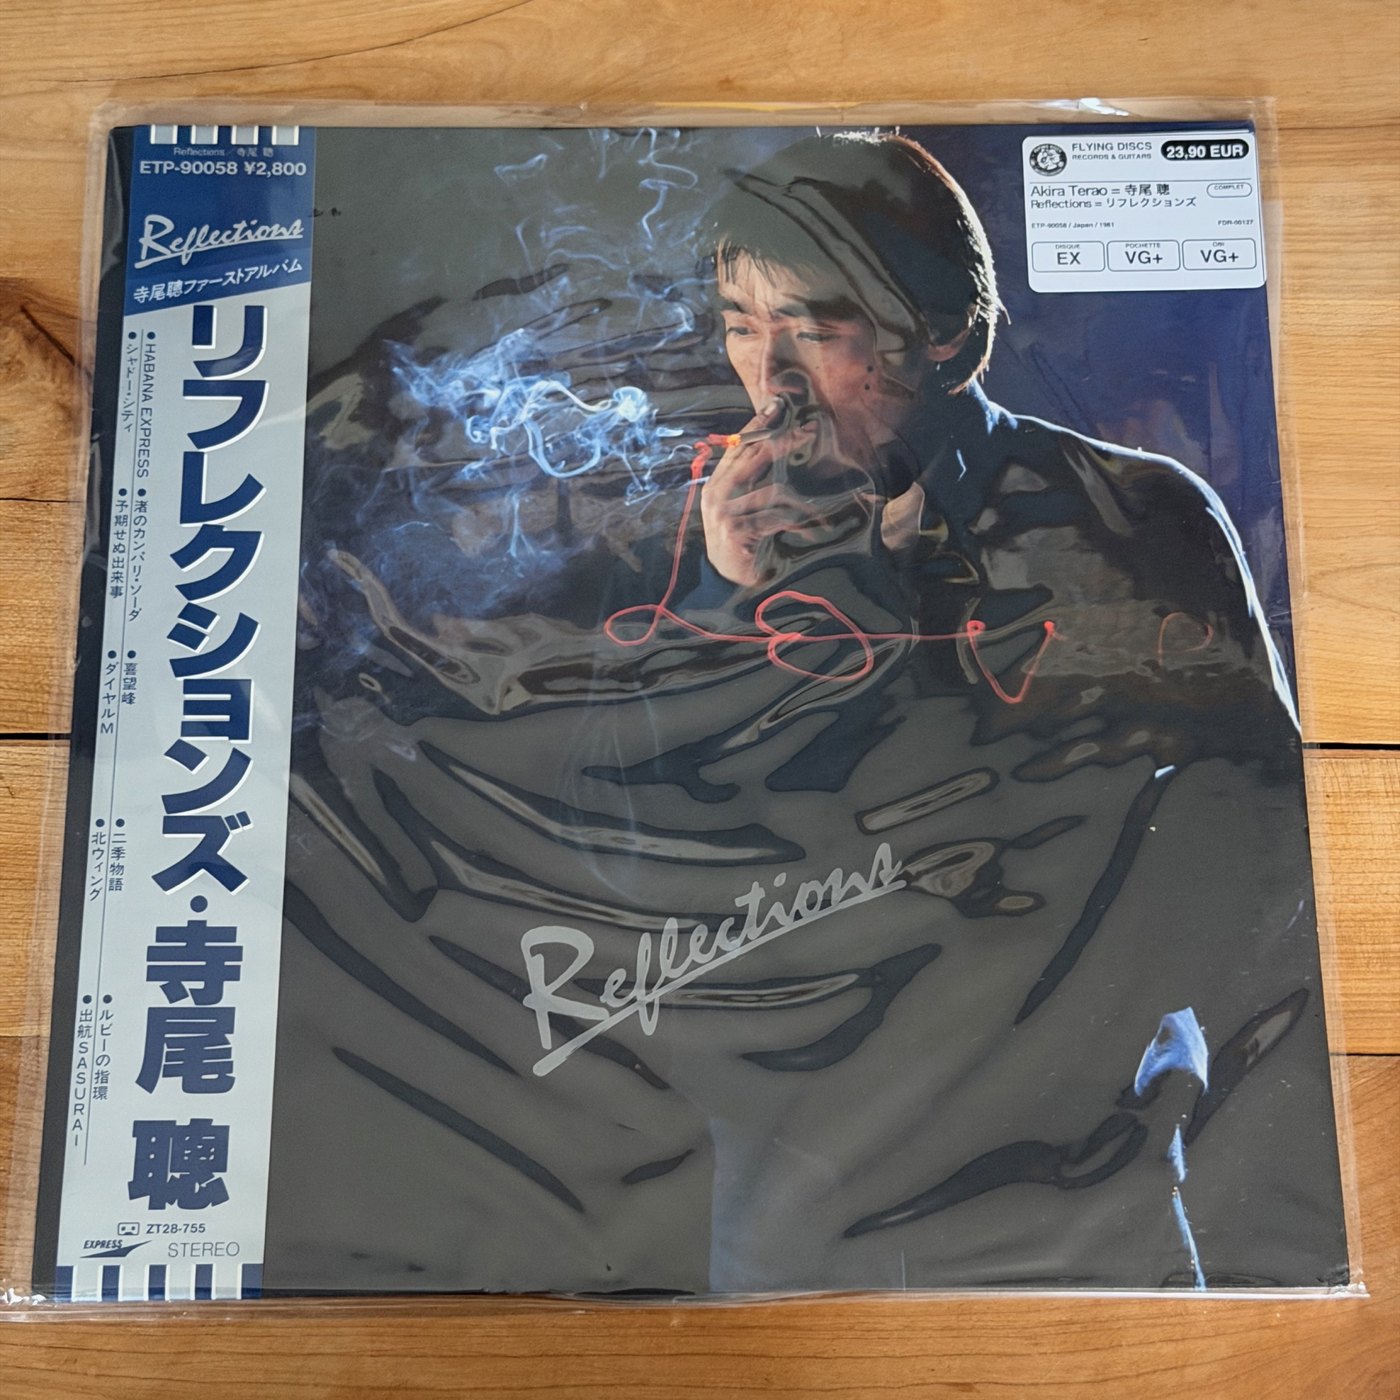 Reflections/寺尾 聰
ETP-90058 ¥2,800
Reflections
寺尾聰ファーストアルバム
リフレクションズ・寺尾 聰
●HABANA EXPRESS ●渚のカンパリ・ソーダ ●喜望峰 ●二季物語 ●ルビーの指環
●シャドー・シティ ●予期せぬ出来事 ●ダイヤルM ●北ウィング ●出航SASURAI
ZT28-755
EXPRESS STEREO
FLYING DISCS
RECORDS & GUITARS
23,90 EUR
Akira Terao = 寺尾 聰
COMPLET
Reflections = リフレクションズ
ETP-90058 / Japan / 1981
FDR-00127
DISQUE POCHETTE OBI
EX VG+ VG+
Love
Reflections